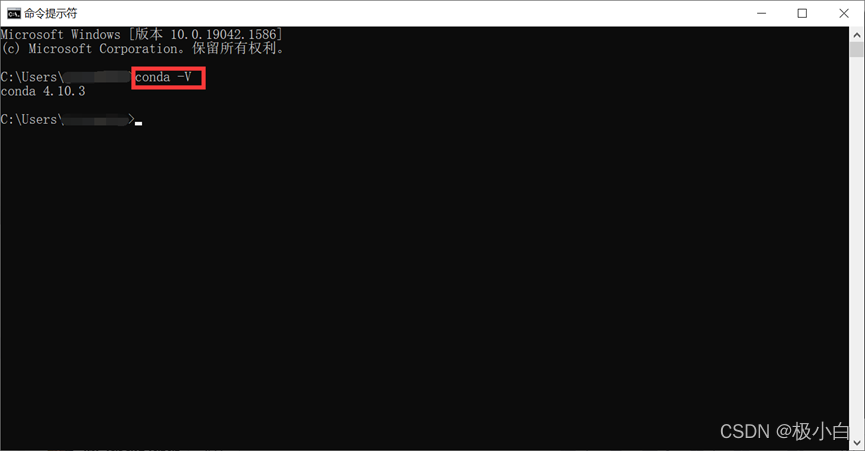 命令提示符
Microsoft Windows [版本 10.0.19042.1586]
(c) Microsoft Corporation。保留所有权利。
C:\Users\ conda -V
conda 4.10.3
C:\Users\ >
CSDN @极小白